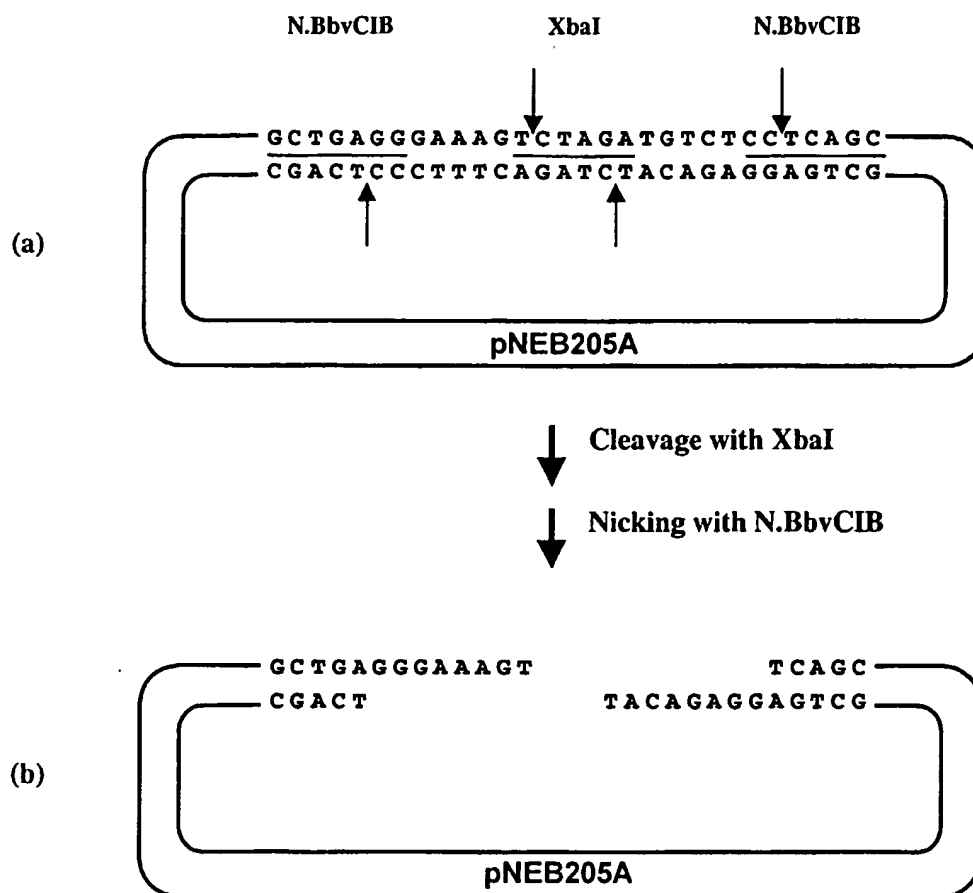 N.BbvCIB XbaI N.BbvCIB
GCTGAGGGAAAGTCTAGATGTCTCCTCAGC
CGACTCCCTTTCAGATCTACAGAGGAGTCG
(a)
pNEB205A
Cleavage with XbaI
Nicking with N.BbvCIB
GCTGAGGGAAAGT TCAGC
CGACT TACAGAGGAGTCG
(b)
pNEB205A